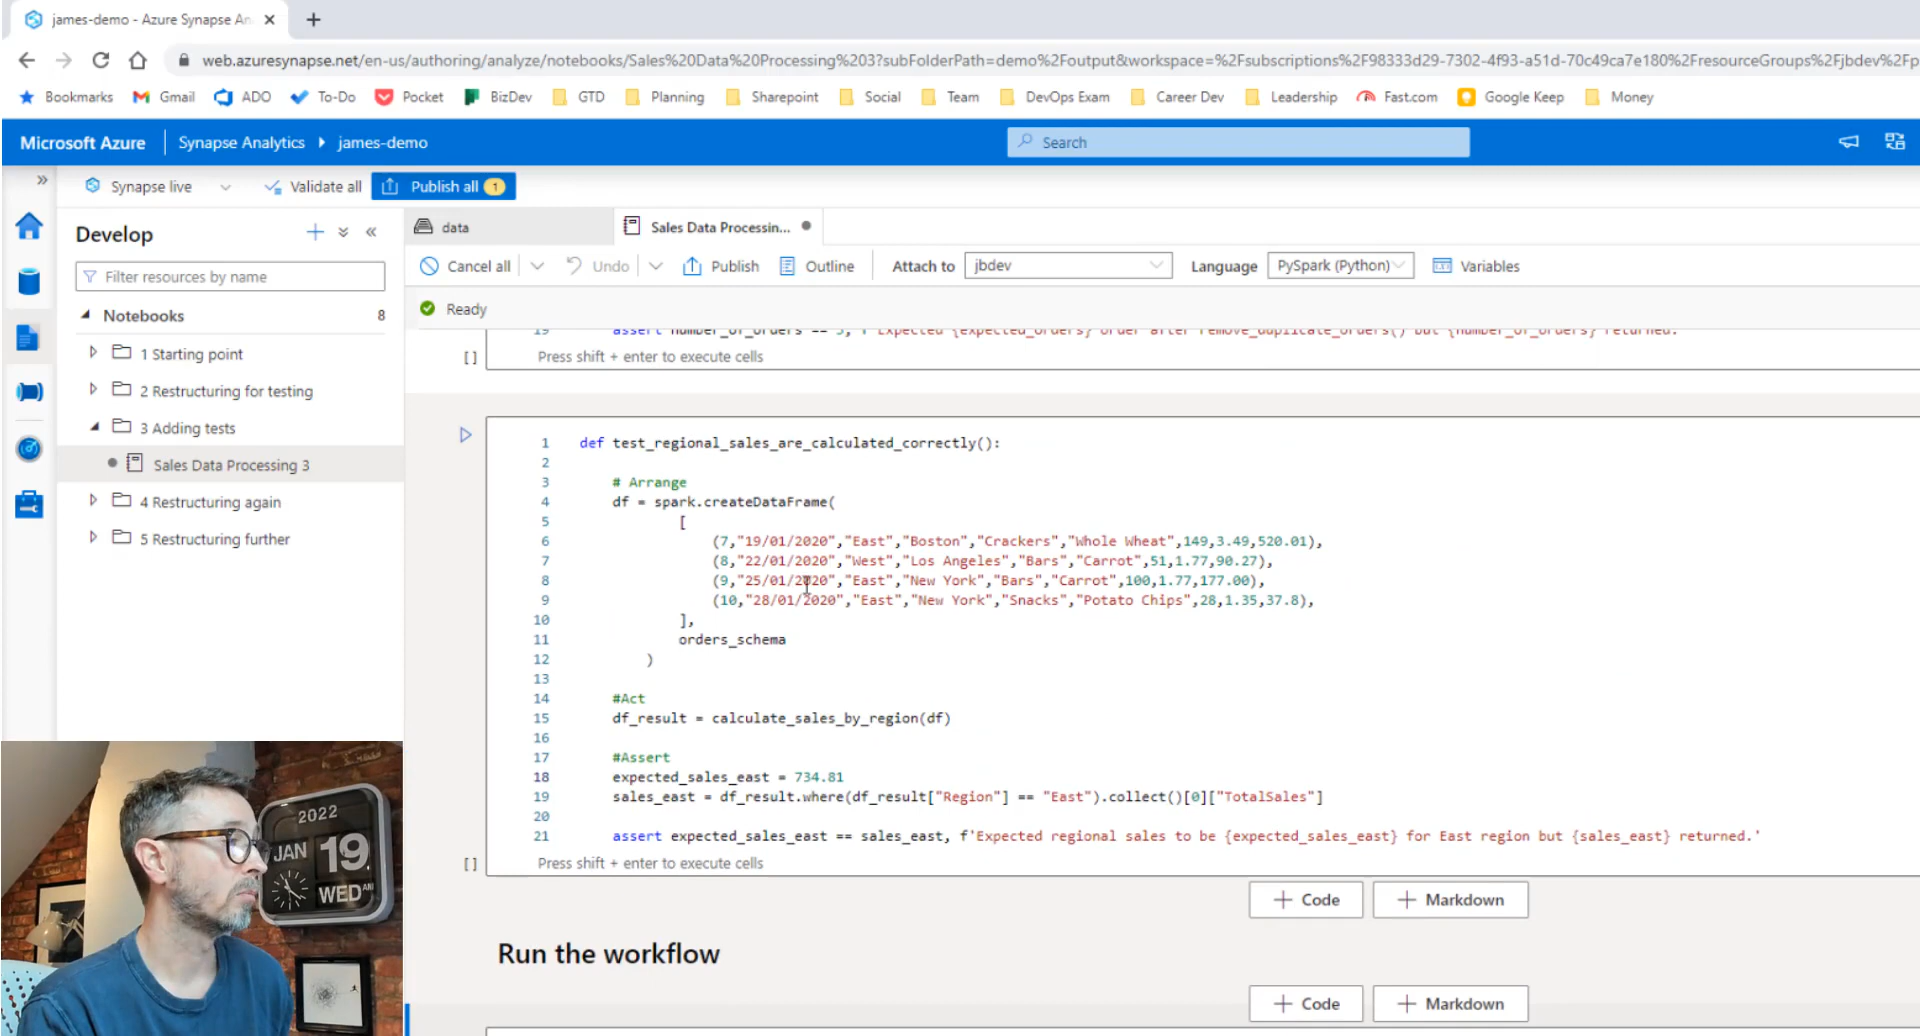 james-demo - Azure Synapse An
web.azuresynapse.net/en-us/authoring/analyze/notebooks/Sales%20Data%20Processing%203?subFolderPath=demo%2Foutput&workspace=%2Fsubscriptions%2F98333d29-7302-4f93-a51d-70c49ca7e180%2FresourceGroups%2Fjbdev%2Fp
Bookmarks Gmail ADO To-Do Pocket BizDev GTD Planning Sharepoint Social Team DevOps Exam Career Dev Leadership Fast.com Google Keep Money
Microsoft Azure Synapse Analytics james-demo Search
Synapse live Validate all Publish all 1
Develop
Filter resources by name
Notebooks 8
1 Starting point
2 Restructuring for testing
3 Adding tests
Sales Data Processing 3
4 Restructuring again
5 Restructuring further
data Sales Data Processin...
Cancel all Undo Publish Outline Attach to jbdev Language PySpark (Python) Variables
Ready
19 assert number_of_orders == 3, f'Expected {expected_orders} order after remove_duplicate_orders() but {number_of_orders} returned.
[ ] Press shift + enter to execute cells
1 def test_regional_sales_are_calculated_correctly():
2
3 # Arrange
4 df = spark.createDataFrame(
5 [
6 (7,"19/01/2020","East","Boston","Crackers","Whole Wheat",149,3.49,520.01),
7 (8,"22/01/2020","West","Los Angeles","Bars","Carrot",51,1.77,90.27),
8 (9,"25/01/2020","East","New York","Bars","Carrot",100,1.77,177.00),
9 (10,"28/01/2020","East","New York","Snacks","Potato Chips",28,1.35,37.8),
10 ],
11 orders_schema
12 )
13
14 #Act
15 df_result = calculate_sales_by_region(df)
16
17 #Assert
18 expected_sales_east = 734.81
19 sales_east = df_result.where(df_result["Region"] == "East").collect()[0]["TotalSales"]
20
21 assert expected_sales_east == sales_east, f'Expected regional sales to be {expected_sales_east} for East region but {sales_east} returned.'
[ ] Press shift + enter to execute cells
+ Code + Markdown
Run the workflow
+ Code + Markdown
2022
JAN 19
WED